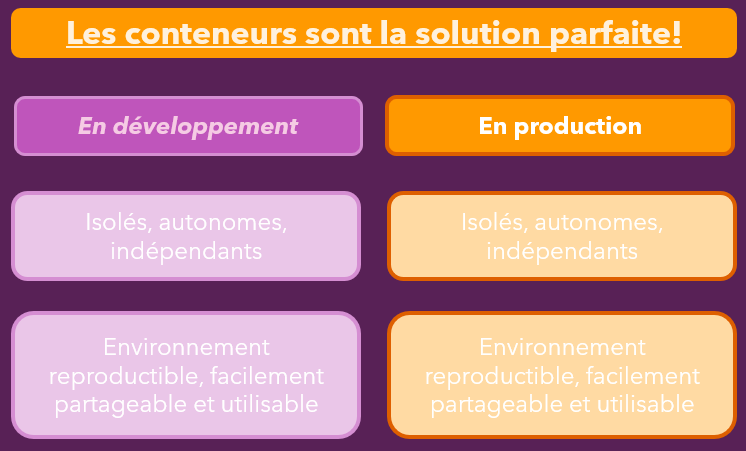 Les conteneurs sont la solution parfaite!
En développement
En production
Isolés, autonomes,
indépendants
Isolés, autonomes,
indépendants
Environnement
reproductible, facilement
partageable et utilisable
Environnement
reproductible, facilement
partageable et utilisable